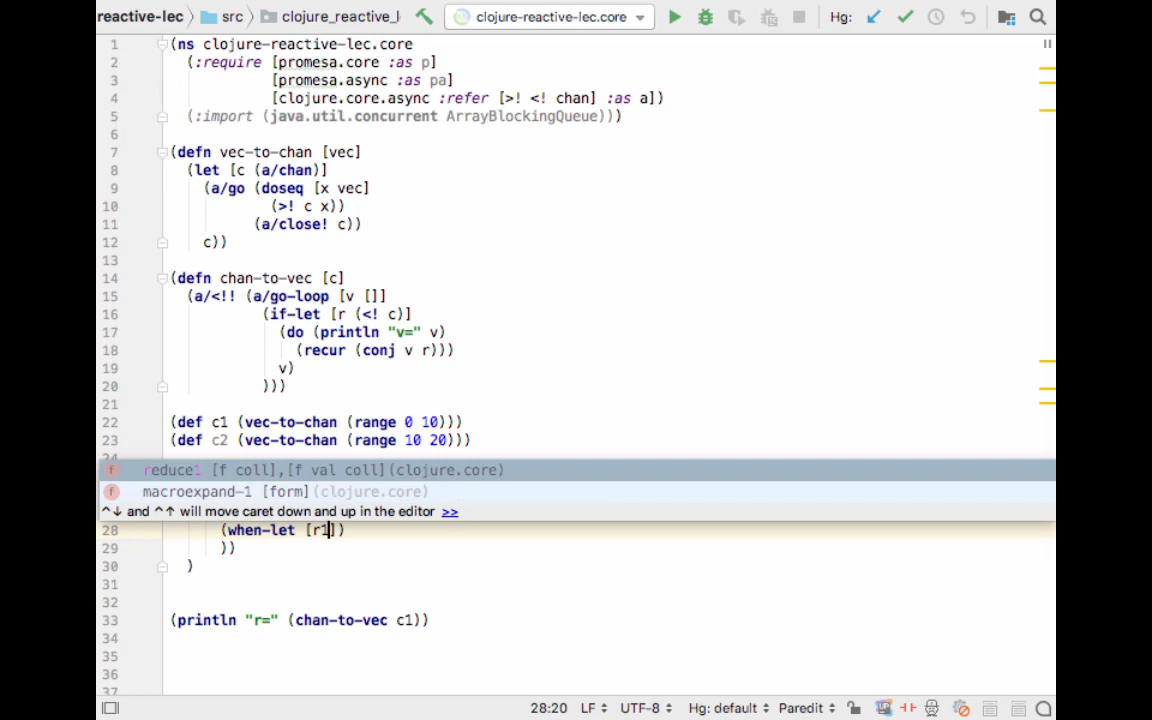 reactive-lec src clojure_reactive_l clojure-reactive-lec.core Hg:
1 (ns clojure-reactive-lec.core
2 (:require [promesa.core :as p]
3 [promesa.async :as pa]
4 [clojure.core.async :refer [>! <! chan] :as a])
5 (:import (java.util.concurrent ArrayBlockingQueue)))
6
7 (defn vec-to-chan [vec]
8 (let [c (a/chan)]
9 (a/go (doseq [x vec]
10 (>! c x))
11 (a/close! c))
12 c))
13
14 (defn chan-to-vec [c]
15 (a/<!! (a/go-loop [v []]
16 (if-let [r (<! c)]
17 (do (println "v=" v)
18 (recur (conj v r)))
19 v)
20 )))
21
22 (def c1 (vec-to-chan (range 0 10)))
23 (def c2 (vec-to-chan (range 10 20)))
f reduce1 [f coll],[f val coll](clojure.core)
f macroexpand-1 [form](clojure.core)
^↓ and ^↑ will move caret down and up in the editor >>
28 (when-let [r1])
29 ))
30 )
31
32
33 (println "r=" (chan-to-vec c1))
34
35
36
37
28:20 LF UTF-8 Hg: default Paredit